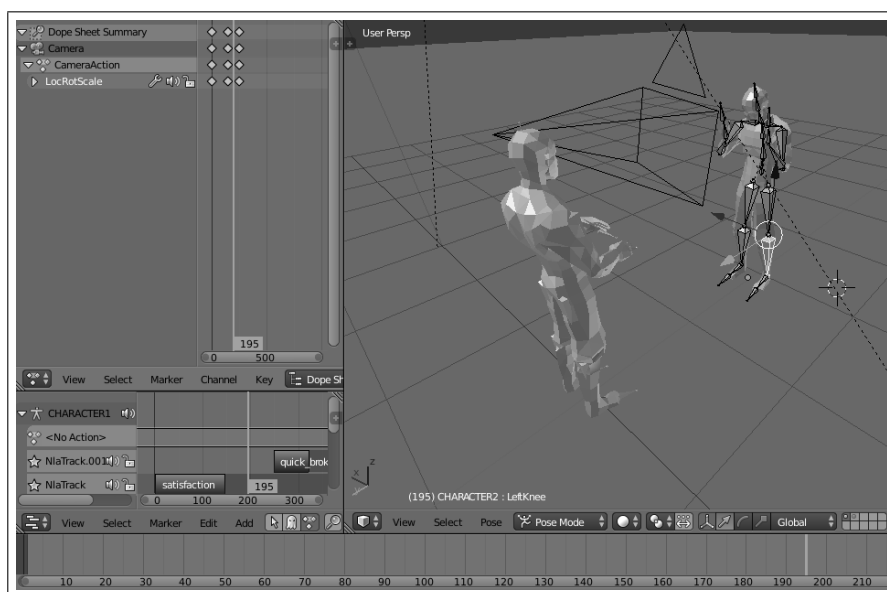 Dope Sheet Summary
Camera
CameraAction
LocRotScale
195
0 500
View Select Marker Channel Key Dope Sh
CHARACTER1
<No Action>
NlaTrack.001
quick_brok
NlaTrack
satisfaction
195
0 100 200 300
View Select Marker Edit Add
User Persp
z
x
(195) CHARACTER2 : LeftKnee
View Select Pose Pose Mode Global
10 20 30 40 50 60 70 80 90 100 110 120 130 140 150 160 170 180 190 200 210